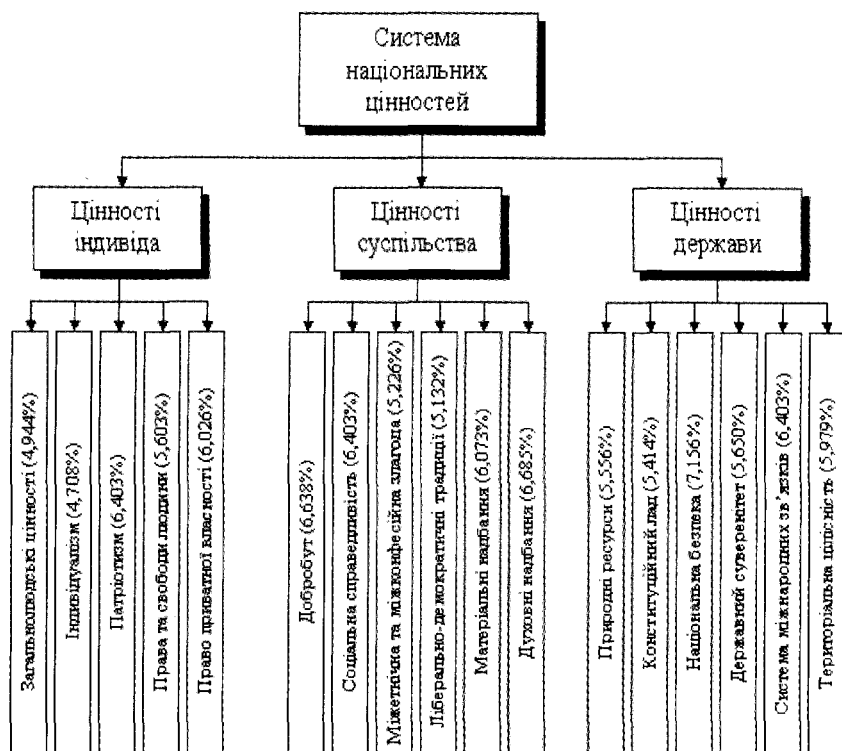 Система
національних
цінностей
Цінності
індивіда
Цінності
суспільства
Цінності
держави
Загальнолюдські цінності (4,944%)
Індивідуалізм (4,708%)
Патріотизм (6,403%)
Права та свободи людини (5,603%)
Право приватної власності (6,026%)
Добробут (6,638%)
Соціальна справедливість (6,403%)
Міжетнічка та міжконфесійна злагода (5,226%)
Ліберально-демократичні традиції (5,132%)
Матеріальні надбання (6,073%)
Духовні надбання (6,685%)
Природні ресурси (5,556%)
Конституційний лад (5,414%)
Національна безпека (7,156%)
Державний суверенітет (5,650%)
Система міжнародних зв’язків (6,403%)
Територіальна цілісність (5,979%)